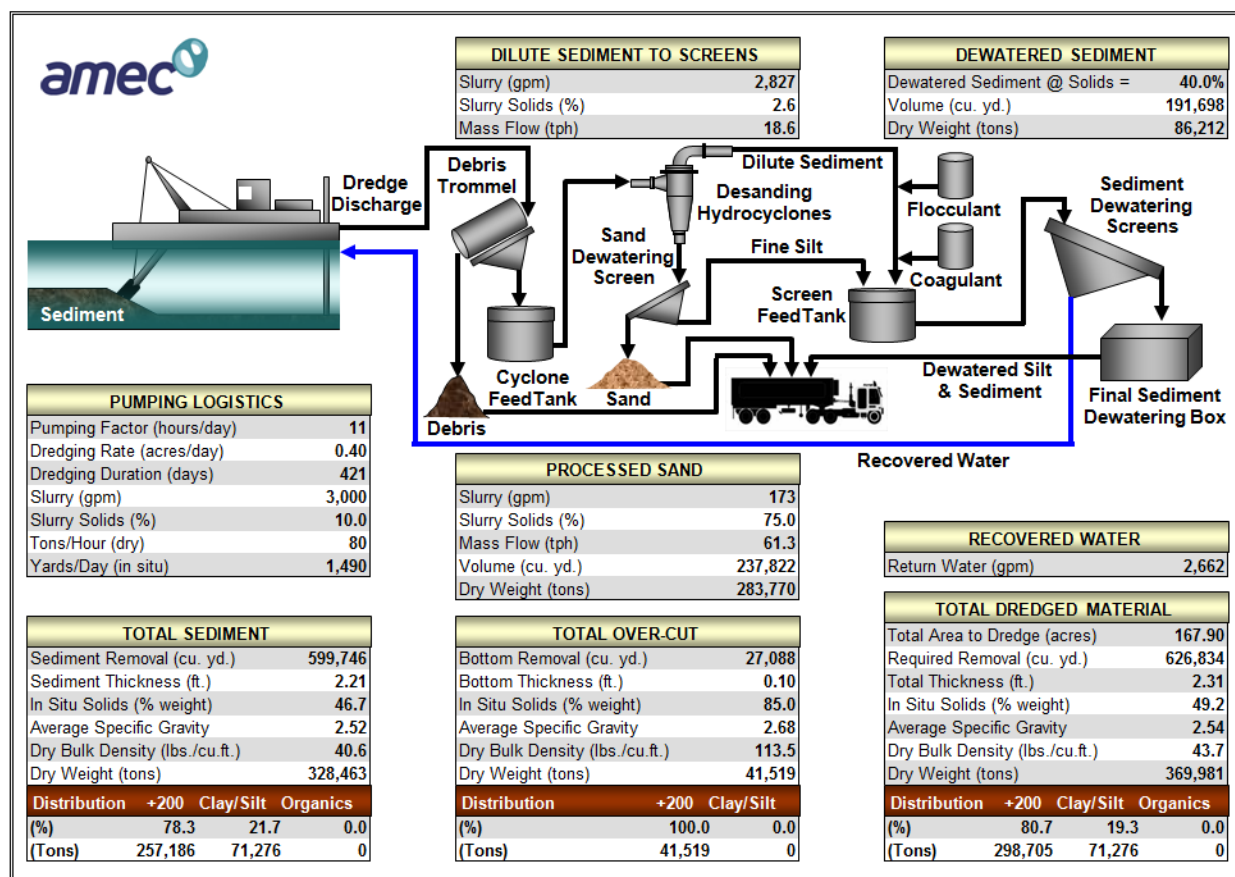 amec
DILUTE SEDIMENT TO SCREENS
Slurry (gpm) 2,827
Slurry Solids (%) 2.6
Mass Flow (tph) 18.6
DEWATERED SEDIMENT
Dewatered Sediment @ Solids = 40.0%
Volume (cu. yd.) 191,698
Dry Weight (tons) 86,212
Dredge
Discharge
Debris
Trommel
Dilute Sediment
Desanding
Hydrocyclones
Flocculant
Sediment
Dewatering
Screens
Sand
Dewatering
Screen
Fine Silt
Coagulant
Screen
Feed Tank
Sediment
Cyclone
Feed Tank
Debris
Sand
Dewatered Silt
& Sediment
Final Sediment
Dewatering Box
Recovered Water
PUMPING LOGISTICS
Pumping Factor (hours/day) 11
Dredging Rate (acres/day) 0.40
Dredging Duration (days) 421
Slurry (gpm) 3,000
Slurry Solids (%) 10.0
Tons/Hour (dry) 80
Yards/Day (in situ) 1,490
PROCESSED SAND
Slurry (gpm) 173
Slurry Solids (%) 75.0
Mass Flow (tph) 61.3
Volume (cu. yd.) 237,822
Dry Weight (tons) 283,770
RECOVERED WATER
Return Water (gpm) 2,662
TOTAL SEDIMENT
Sediment Removal (cu. yd.) 599,746
Sediment Thickness (ft.) 2.21
In Situ Solids (% weight) 46.7
Average Specific Gravity 2.52
Dry Bulk Density (lbs./cu.ft.) 40.6
Dry Weight (tons) 328,463
Distribution +200 Clay/Silt Organics
(%) 78.3 21.7 0.0
(Tons) 257,186 71,276 0
TOTAL OVER-CUT
Bottom Removal (cu. yd.) 27,088
Bottom Thickness (ft.) 0.10
In Situ Solids (% weight) 85.0
Average Specific Gravity 2.68
Dry Bulk Density (lbs./cu.ft.) 113.5
Dry Weight (tons) 41,519
Distribution +200 Clay/Silt
(%) 100.0 0.0
(Tons) 41,519 0
TOTAL DREDGED MATERIAL
Total Area to Dredge (acres) 167.90
Required Removal (cu. yd.) 626,834
Total Thickness (ft.) 2.31
In Situ Solids (% weight) 49.2
Average Specific Gravity 2.54
Dry Bulk Density (lbs./cu.ft.) 43.7
Dry Weight (tons) 369,981
Distribution +200 Clay/Silt Organics
(%) 80.7 19.3 0.0
(Tons) 298,705 71,276 0